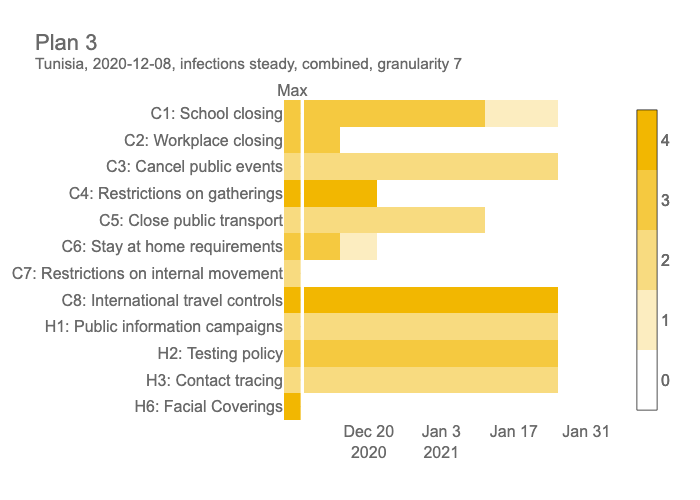 Plan 3
Tunisia, 2020-12-08, infections steady, combined, granularity 7
Max
C1: School closing
C2: Workplace closing
C3: Cancel public events
C4: Restrictions on gatherings
C5: Close public transport
C6: Stay at home requirements
C7: Restrictions on internal movement
C8: International travel controls
H1: Public information campaigns
H2: Testing policy
H3: Contact tracing
H6: Facial Coverings
Dec 20 Jan 3 Jan 17 Jan 31
2020 2021
4
3
2
1
0